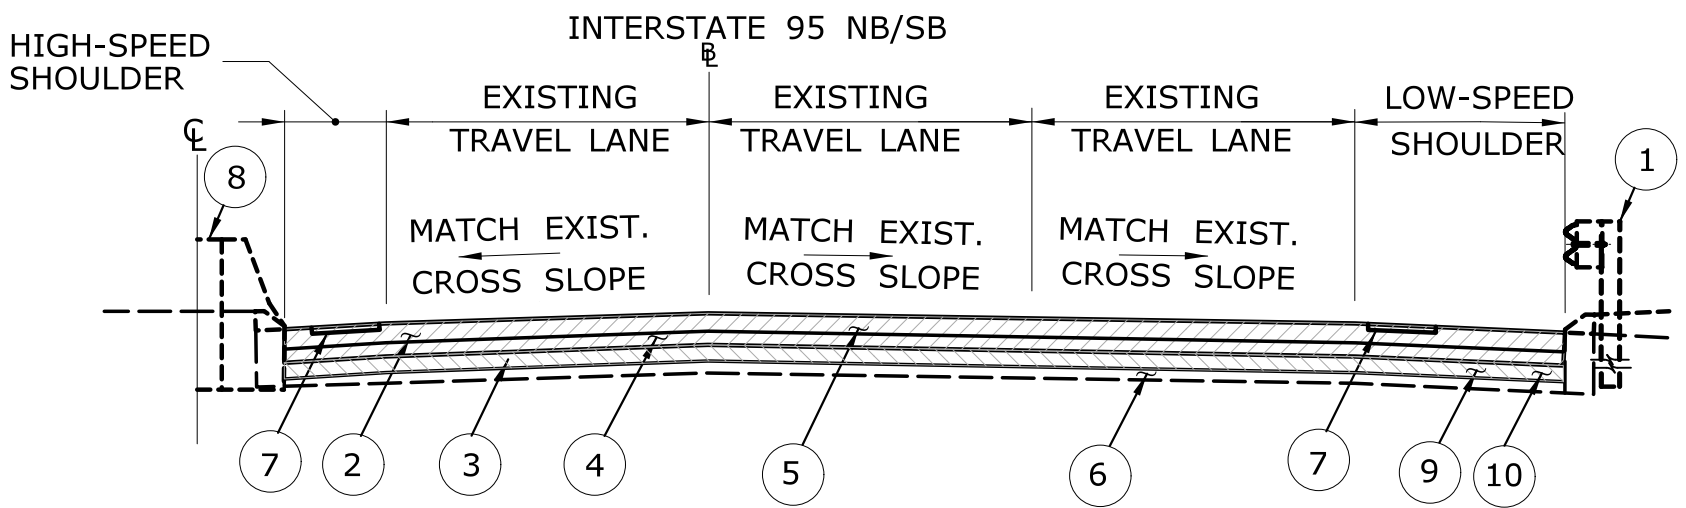 INTERSTATE 95 NB/SB
HIGH-SPEED
SHOULDER
BL
EXISTING
TRAVEL LANE
EXISTING
TRAVEL LANE
EXISTING
TRAVEL LANE
LOW-SPEED
SHOULDER
CL
8
1
MATCH EXIST.
CROSS SLOPE
MATCH EXIST.
CROSS SLOPE
MATCH EXIST.
CROSS SLOPE
7
2
3
4
5
6
7
9
10